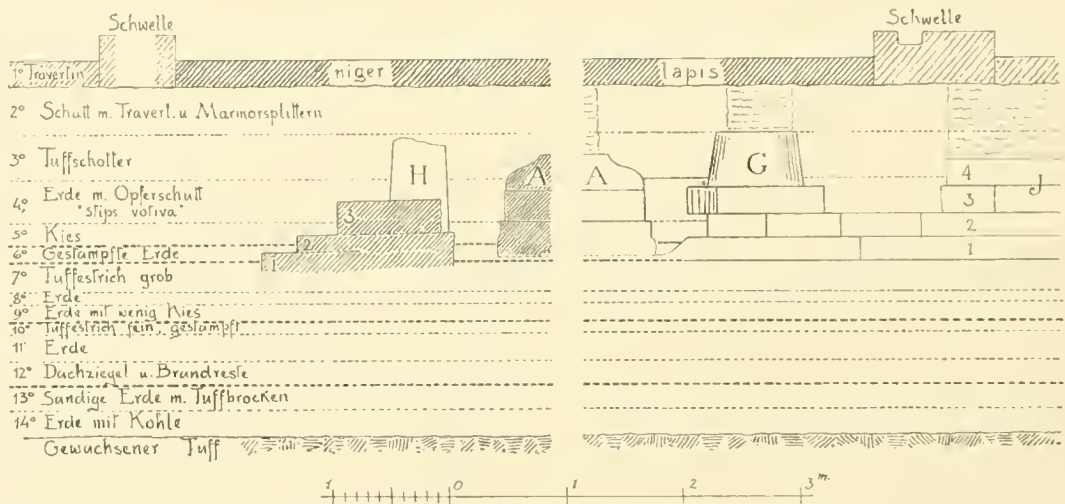 Schwelle
Schwelle
1° Travertin niger lapis
2° Schutt m. Travert. u Marmorsplittern
3° Tuffschotter
H A A G 4
4° Erde m. Opferschutt
"stips votiva"
3 3 J
5° Kies
2 2
6° Gestampfte Erde
1 1
7° Tuffestrich grob
8° Erde
9° Erde mit wenig Kies
10° Tuffestrich fein, gestampft
11° Erde
12° Dachziegel u. Brandreste
13° Sandige Erde m. Tuffbrocken
14° Erde mit Kohle
Gewachsener Tuff
1 0 1 2 3 m.